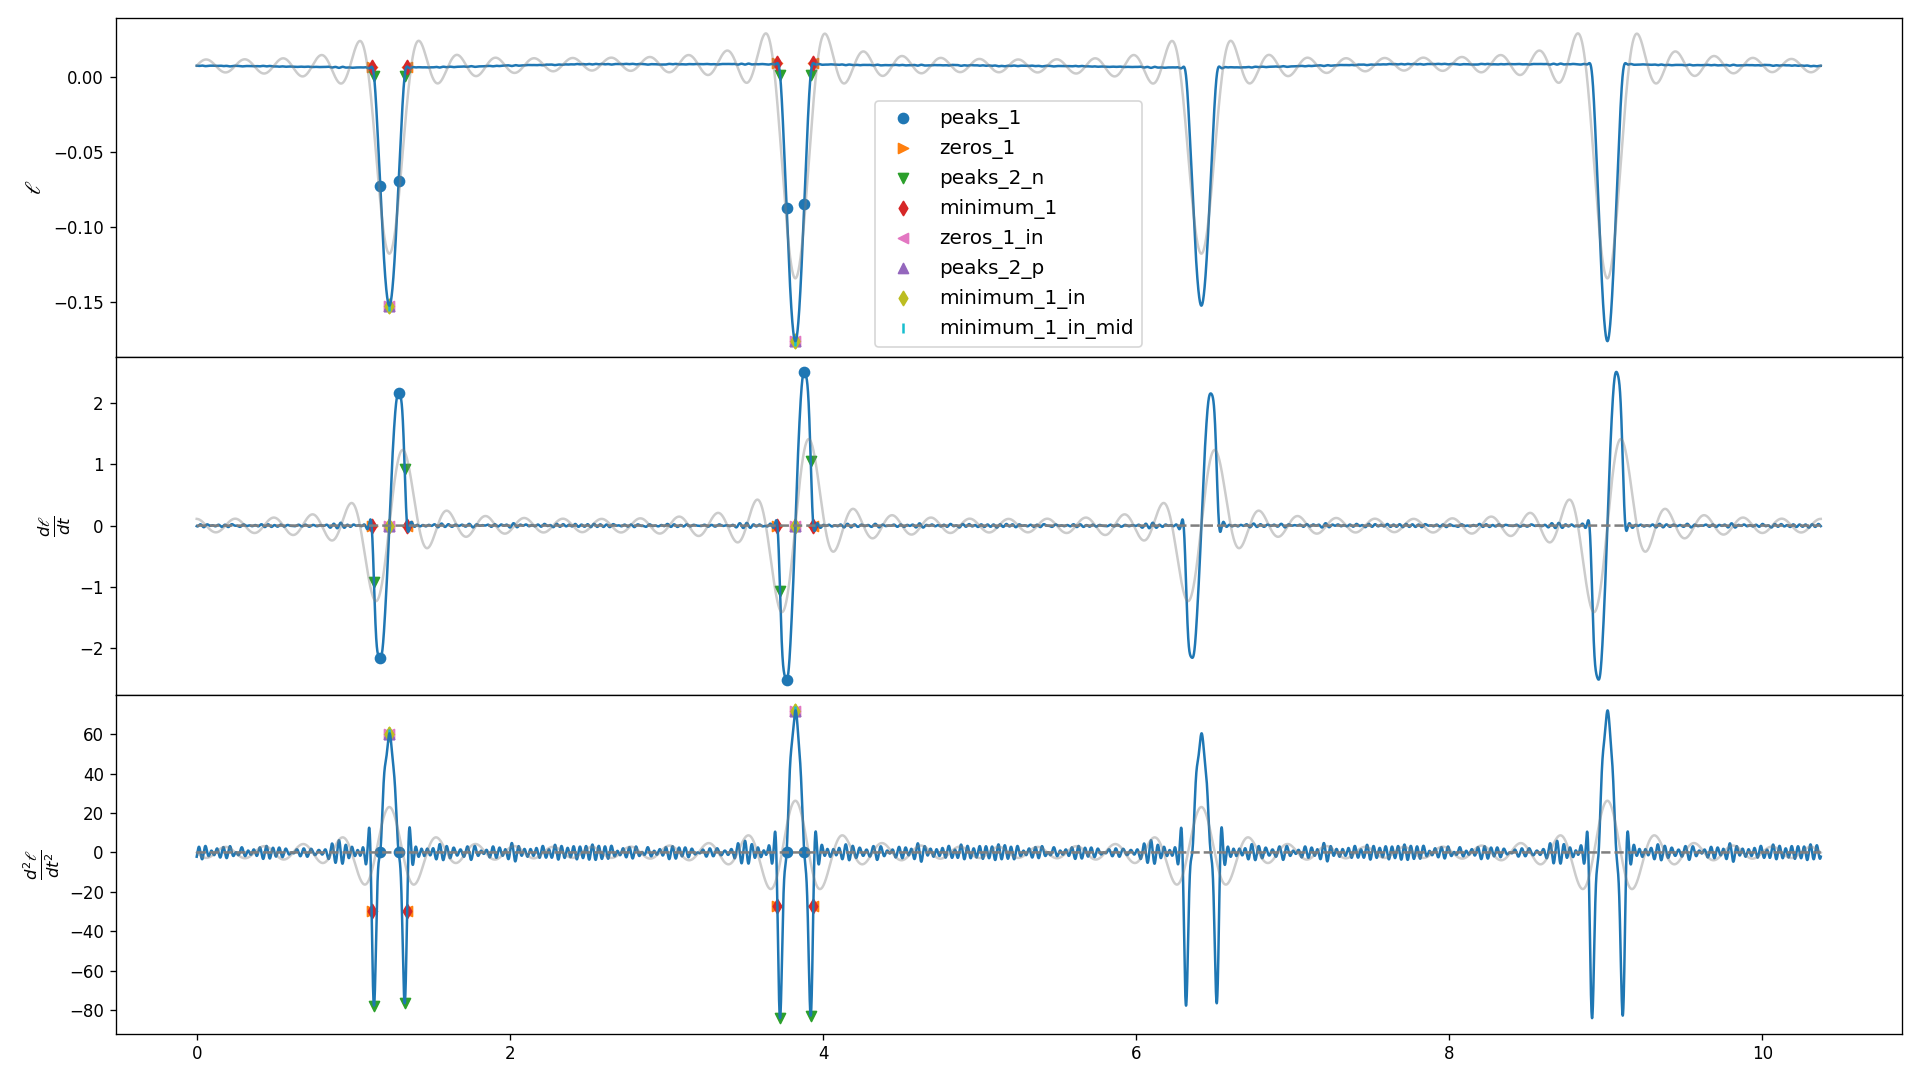 0.00
−0.05
−0.10
−0.15
ℓ
peaks_1
zeros_1
peaks_2_n
minimum_1
zeros_1_in
peaks_2_p
minimum_1_in
minimum_1_in_mid
2
1
0
−1
−2
dℓ
dt
60
40
20
0
−20
−40
−60
−80
d²ℓ
dt²
0 2 4 6 8 10